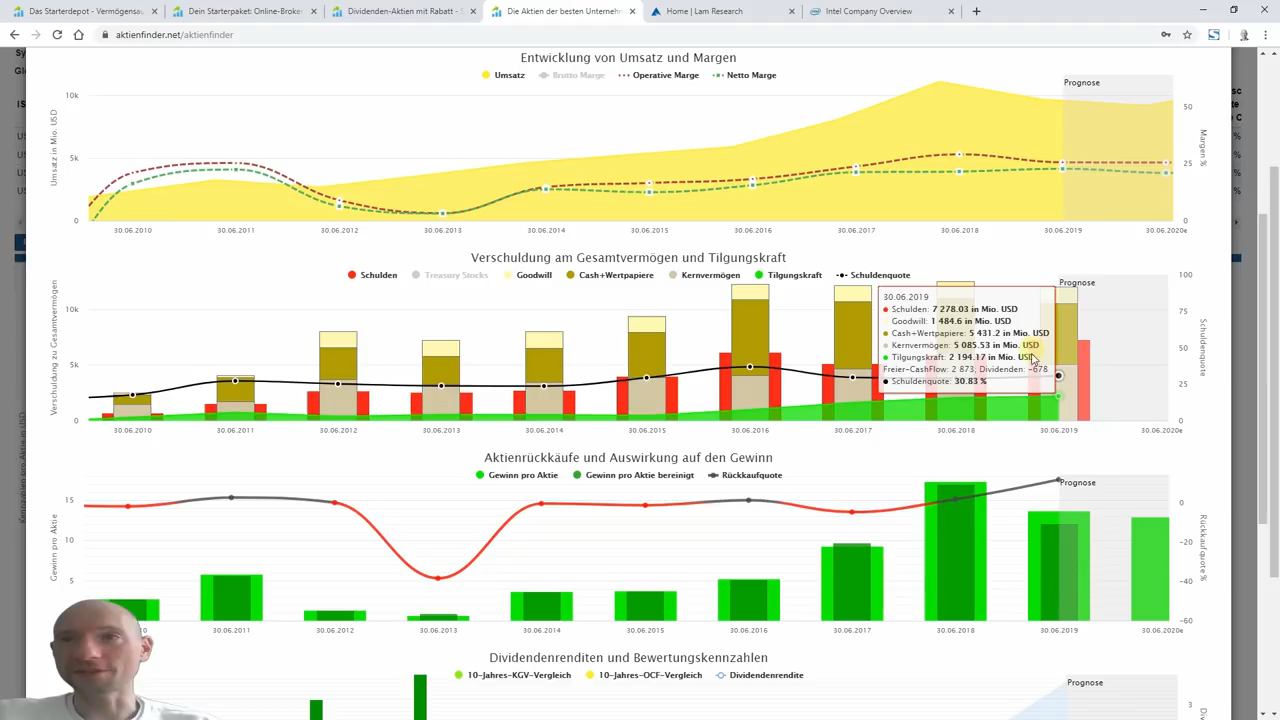 Das Starterdepot - Vermögensau
Dein Starterpaket: Online-Broker
Dividenden-Aktien mit Rabatt - S
Die Aktien der besten Unternehm
Home | Lam Research
Intel Company Overview
aktienfinder.net/aktienfinder
Entwicklung von Umsatz und Margen
Umsatz Brutto Marge Operative Marge Netto Marge
Prognose
Umsatz in Mio. USD
10k
5k
0
50
25
0
Margen %
30.06.2010 30.06.2011 30.06.2012 30.06.2013 30.06.2014 30.06.2015 30.06.2016 30.06.2017 30.06.2018 30.06.2019 30.06.2020e
Verschuldung am Gesamtvermögen und Tilgungskraft
Schulden Treasury Stocks Goodwill Cash+Wertpapiere Kernvermögen Tilgungskraft Schuldenquote
Prognose
Verschuldung zu Gesamtvermögen
10k
5k
0
100
75
50
25
0
Schuldenquote
30.06.2019
Schulden: 7 278.03 in Mio. USD
Goodwill: 1 484.6 in Mio. USD
Cash+Wertpapiere: 5 431.2 in Mio. USD
Kernvermögen: 5 085.53 in Mio. USD
Tilgungskraft: 2 194.17 in Mio. USD
Freier-CashFlow: 2 873, Dividenden: -678
Schuldenquote: 30.83 %
30.06.2010 30.06.2011 30.06.2012 30.06.2013 30.06.2014 30.06.2015 30.06.2016 30.06.2017 30.06.2018 30.06.2019 30.06.2020e
Aktienrückkäufe und Auswirkung auf den Gewinn
Gewinn pro Aktie Gewinn pro Aktie bereinigt Rückkaufquote
Prognose
Gewinn pro Aktie
15
10
5
0
-20
-40
-60
Rückkaufquote %
10 30.06.2011 30.06.2012 30.06.2013 30.06.2014 30.06.2015 30.06.2016 30.06.2017 30.06.2018 30.06.2019 30.06.2020e
Dividendenrenditen und Bewertungskennzahlen
10-Jahres-KGV-Vergleich 10-Jahres-OCF-Vergleich Dividendenrendite
Prognose
3